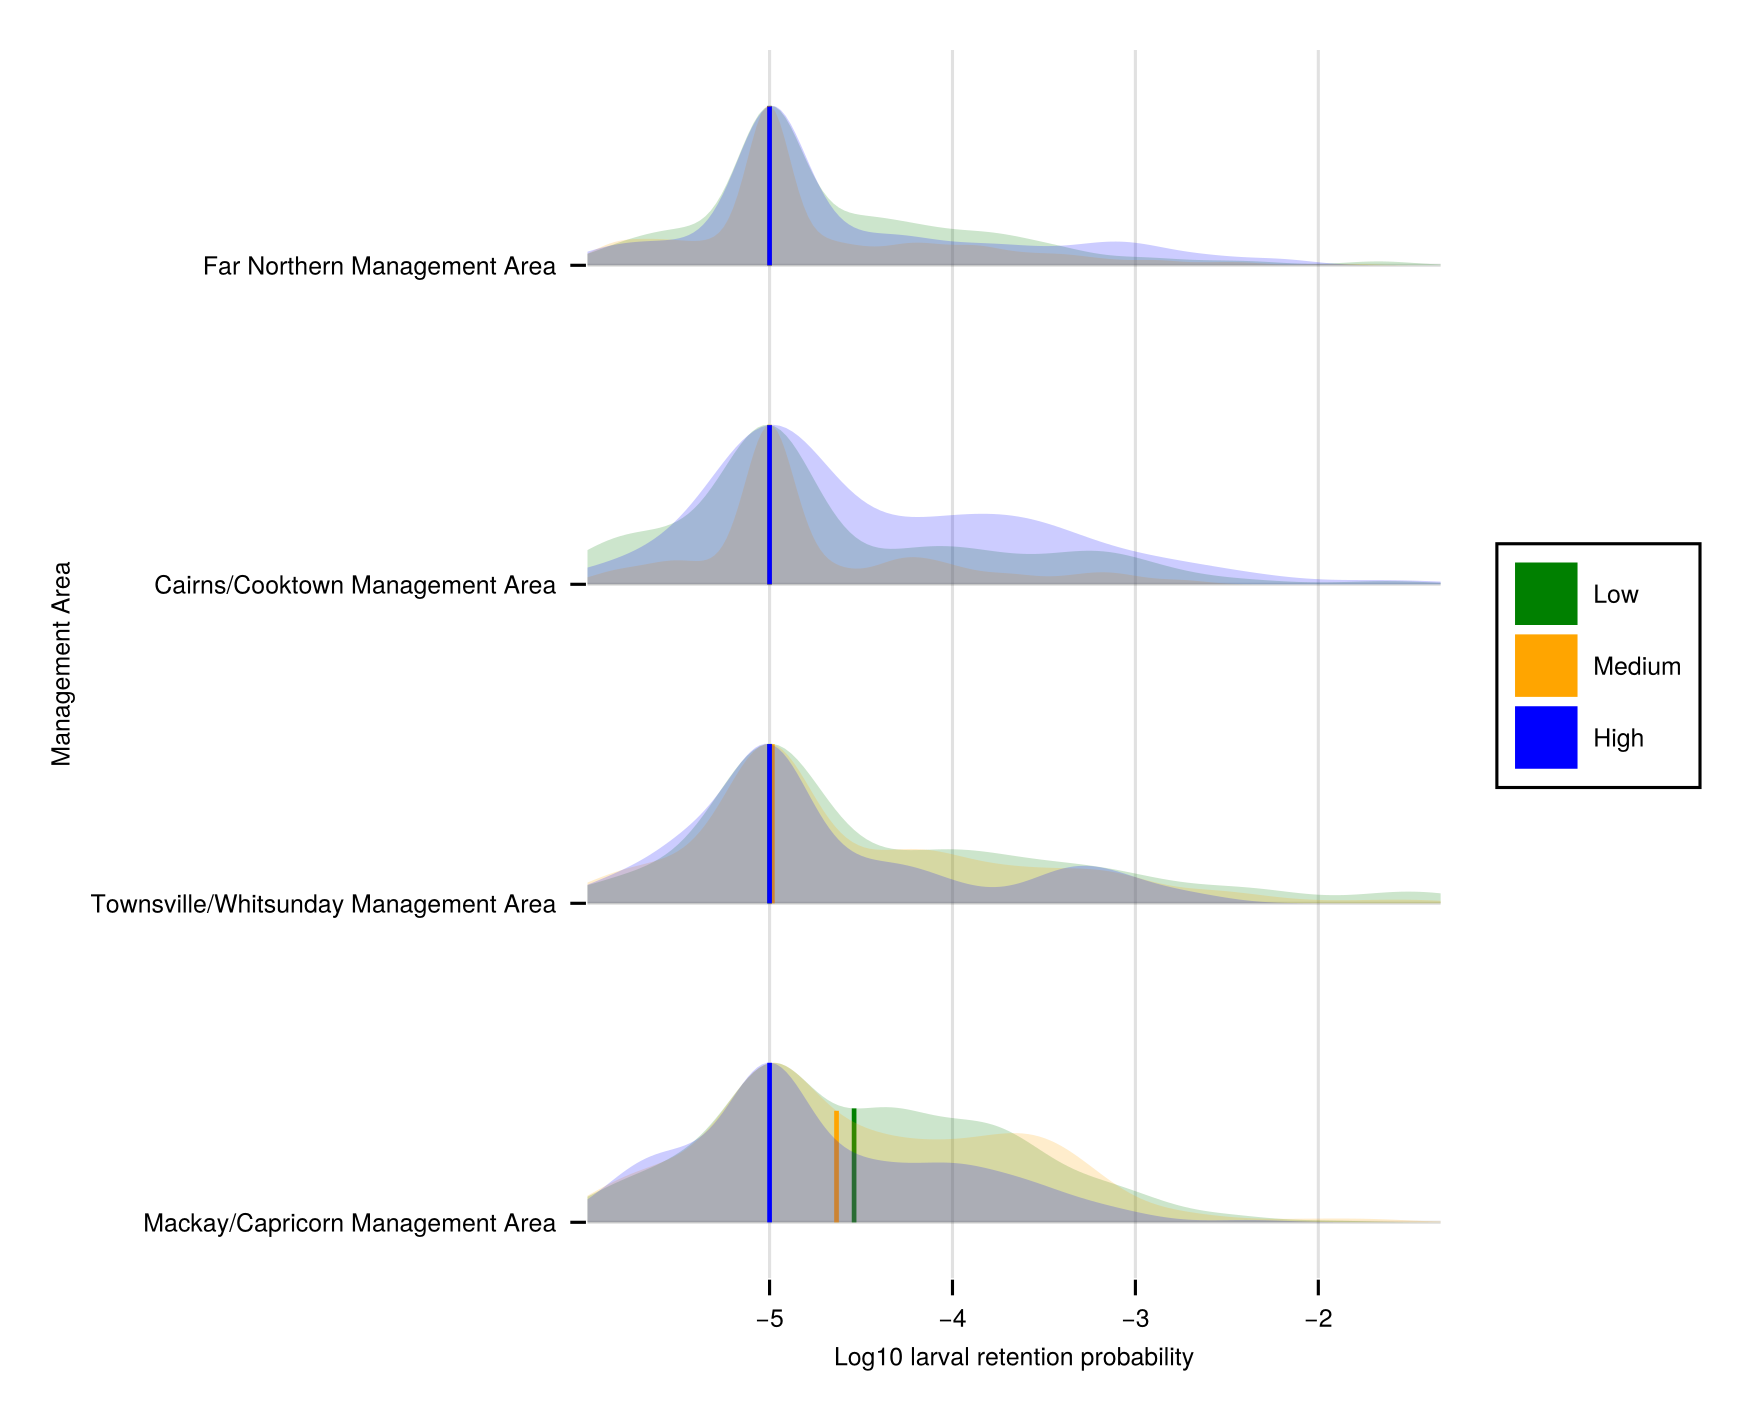 Far Northern Management Area
Cairns/Cooktown Management Area
Townsville/Whitsunday Management Area
Mackay/Capricorn Management Area
Management Area
−5
−4
−3
−2
Log10 larval retention probability
Low
Medium
High